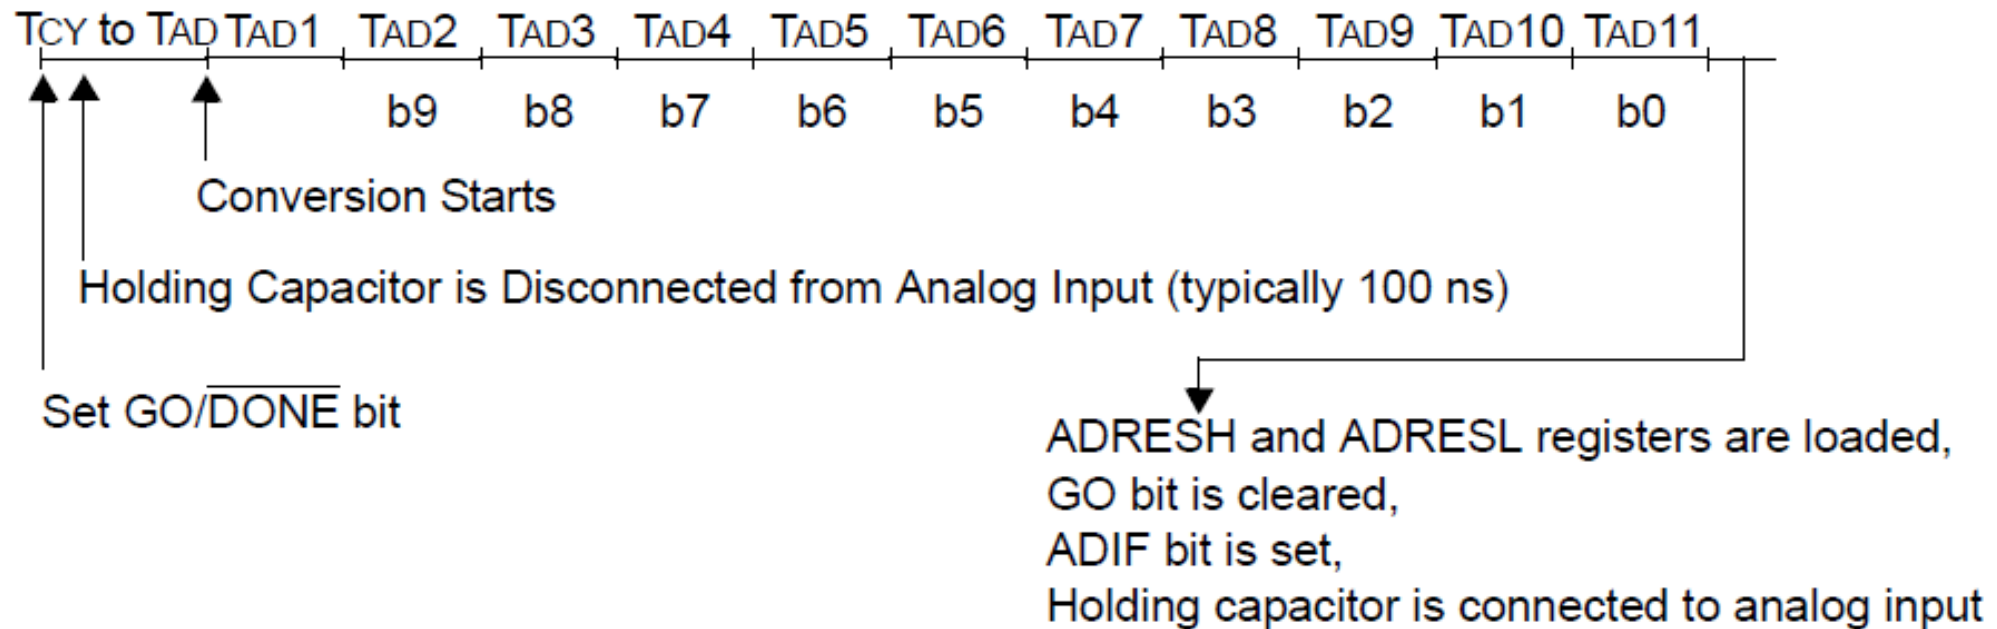 TCY to TAD TAD1 TAD2 TAD3 TAD4 TAD5 TAD6 TAD7 TAD8 TAD9 TAD10 TAD11
b9 b8 b7 b6 b5 b4 b3 b2 b1 b0
Conversion Starts
Holding Capacitor is Disconnected from Analog Input (typically 100 ns)
Set GO/DONE bit
ADRESH and ADRESL registers are loaded,
GO bit is cleared,
ADIF bit is set,
Holding capacitor is connected to analog input